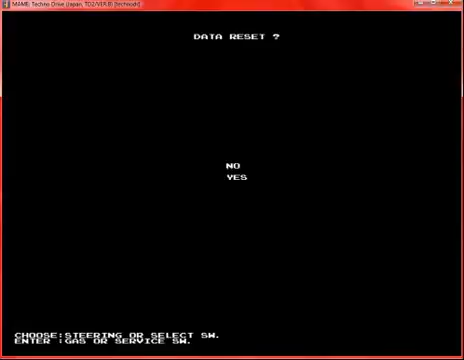 MAME: Techno Drive (Japan, TD2/VER.B) [technodr]
DATA RESET ?
NO
YES
CHOOSE:STEERING OR SELECT SW.
ENTER :GAS OR SERVICE SW.